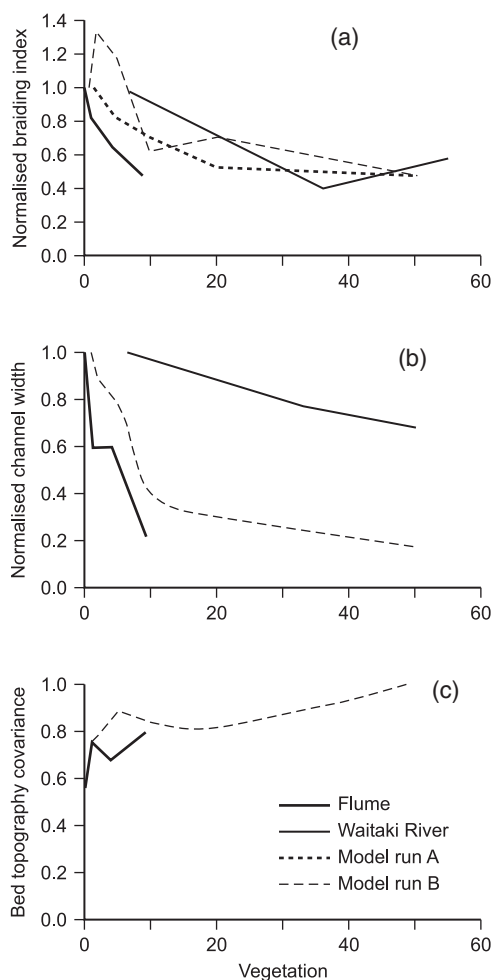 (a)
Normalised braiding index
1.4
1.2
1.0
0.8
0.6
0.4
0.2
0.0
0 20 40 60
(b)
Normalised channel width
1.0
0.8
0.6
0.4
0.2
0.0
0 20 40 60
(c)
Bed topography covariance
1.0
0.8
0.6
0.4
0.2
0.0
Flume
Waitaki River
Model run A
Model run B
0 20 40 60
Vegetation